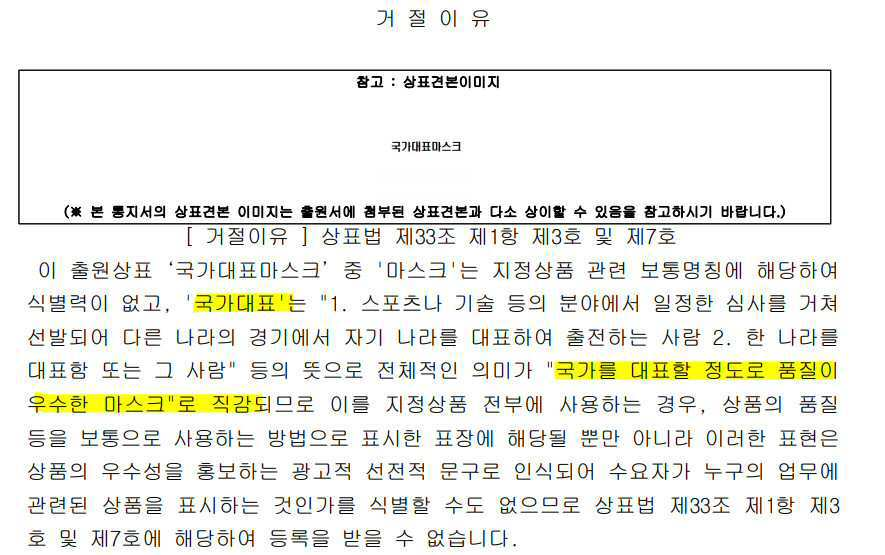 거 절 이 유
참고 : 상표견본이미지
국가대표마스크
(※ 본 통지서의 상표견본 이미지는 출원서에 첨부된 상표견본과 다소 상이할 수 있음을 참고하시기 바랍니다.)
[ 거절이유 ] 상표법 제33조 제1항 제3호 및 제7호
이 출원상표 ‘국가대표마스크’ 중 '마스크'는 지정상품 관련 보통명칭에 해당하여
식별력이 없고, '국가대표'는 "1. 스포츠나 기술 등의 분야에서 일정한 심사를 거쳐
선발되어 다른 나라의 경기에서 자기 나라를 대표하여 출전하는 사람 2. 한 나라를
대표함 또는 그 사람" 등의 뜻으로 전체적인 의미가 "국가를 대표할 정도로 품질이
우수한 마스크"로 직감되므로 이를 지정상품 전부에 사용하는 경우, 상품의 품질
등을 보통으로 사용하는 방법으로 표시한 표장에 해당될 뿐만 아니라 이러한 표현은
상품의 우수성을 홍보하는 광고적 선전적 문구로 인식되어 수요자가 누구의 업무에
관련된 상품을 표시하는 것인가를 식별할 수도 없으므로 상표법 제33조 제1항 제3
호 및 제7호에 해당하여 등록을 받을 수 없습니다.